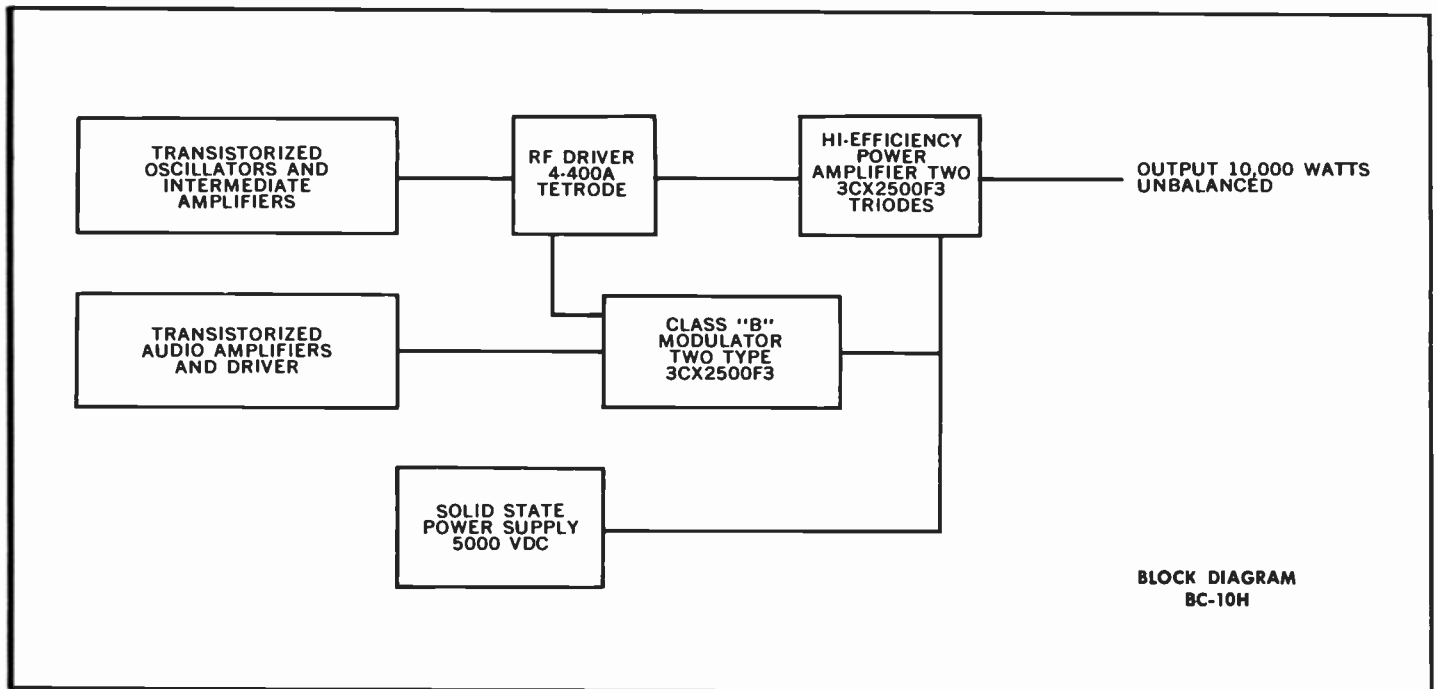 TRANSISTORIZED
OSCILLATORS AND
INTERMEDIATE
AMPLIFIERS
RF DRIVER
4-400A
TETRODE
HI-EFFICIENCY
POWER
AMPLIFIER TWO
3CX2500F3
TRIODES
OUTPUT 10,000 WATTS
UNBALANCED
TRANSISTORIZED
AUDIO AMPLIFIERS
AND DRIVER
CLASS "B"
MODULATOR
TWO TYPE
3CX2500F3
SOLID STATE
POWER SUPPLY
5000 VDC
BLOCK DIAGRAM
BC-10H